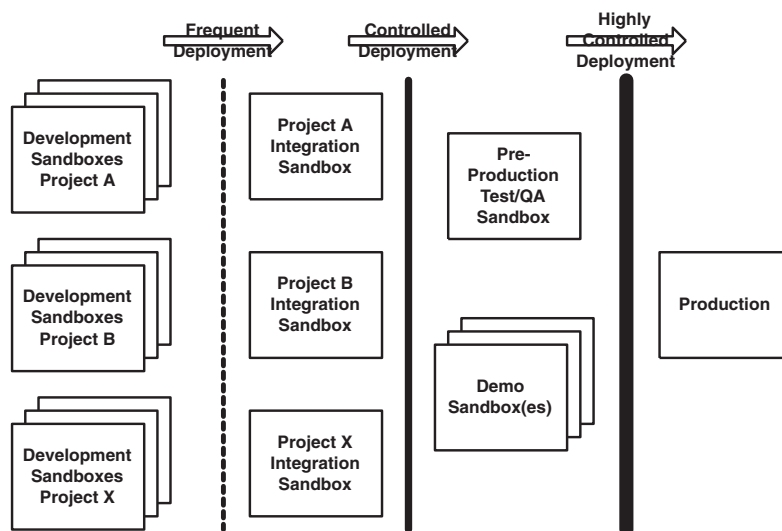 Frequent
Deployment
Controlled
Deployment
Highly
Controlled
Deployment
Development
Sandboxes
Project A
Project A
Integration
Sandbox
Pre-
Production
Test/QA
Sandbox
Development
Sandboxes
Project B
Project B
Integration
Sandbox
Production
Demo
Sandbox(es)
Development
Sandboxes
Project X
Project X
Integration
Sandbox